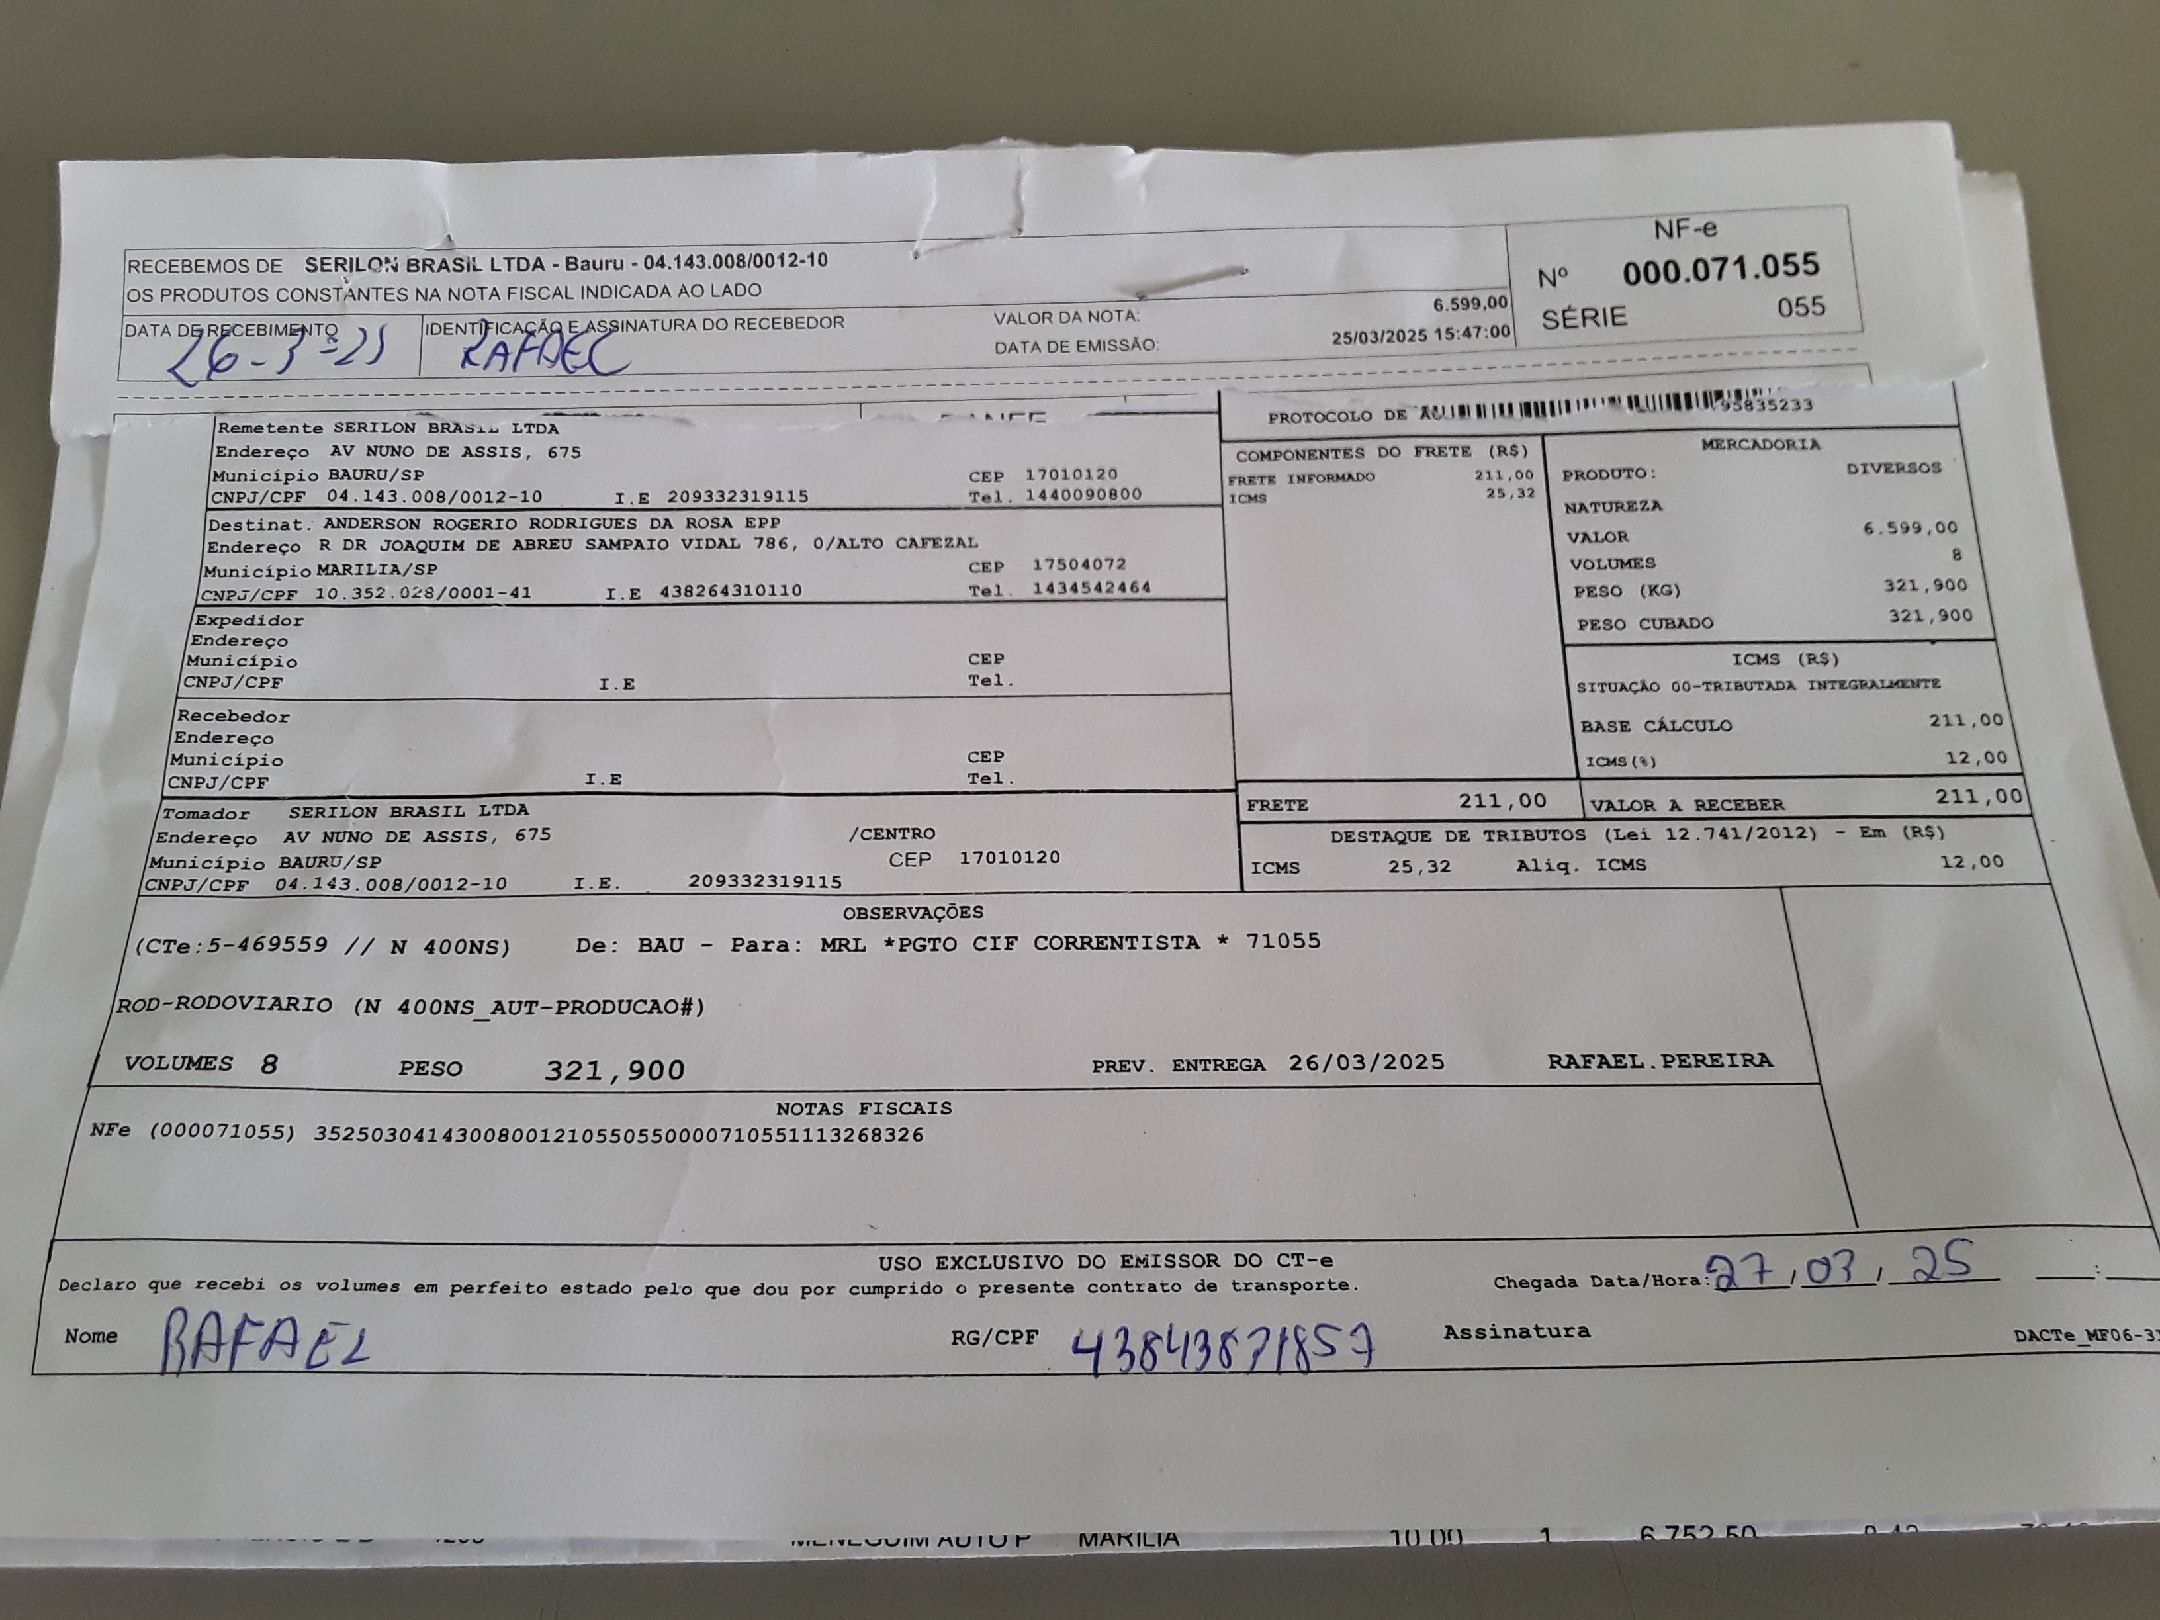 RECEBEMOS DE SERILON BRASIL LTDA - Bauru - 04.143.008/0012-10
OS PRODUTOS CONSTANTES NA NOTA FISCAL INDICADA AO LADO
DATA DE RECEBIMENTO IDENTIFICAÇÃO E ASSINATURA DO RECEBEDOR
26-3-25 RAFAEL
VALOR DA NOTA: 6.599,00
DATA DE EMISSÃO: 25/03/2025 15:47:00
NF-e
Nº 000.071.055
SÉRIE 055
Remetente SERILON BRASIL LTDA
Endereço AV NUNO DE ASSIS, 675
Município BAURU/SP CEP 17010120
CNPJ/CPF 04.143.008/0012-10 I.E 209332319115 Tel. 1440090800
Destinat. ANDERSON ROGERIO RODRIGUES DA ROSA EPP
Endereço R DR JOAQUIM DE ABREU SAMPAIO VIDAL 786, 0/ALTO CAFEZAL
Município MARILIA/SP CEP 17504072
CNPJ/CPF 10.352.028/0001-41 I.E 438264310110 Tel. 1434542464
Expedidor
Endereço
Município CEP
CNPJ/CPF I.E Tel.
Recebedor
Endereço
Município CEP
CNPJ/CPF I.E Tel.
Tomador SERILON BRASIL LTDA
Endereço AV NUNO DE ASSIS, 675 /CENTRO
Município BAURU/SP CEP 17010120
CNPJ/CPF 04.143.008/0012-10 I.E. 209332319115
PROTOCOLO DE 95835233
COMPONENTES DO FRETE (R$)
FRETE INFORMADO 211,00
ICMS 25,32
MERCADORIA
PRODUTO: DIVERSOS
NATUREZA
VALOR 6.599,00
VOLUMES 8
PESO (KG) 321,900
PESO CUBADO 321,900
ICMS (R$)
SITUAÇÃO 00-TRIBUTADA INTEGRALMENTE
BASE CÁLCULO 211,00
ICMS(%) 12,00
FRETE 211,00 VALOR A RECEBER 211,00
DESTAQUE DE TRIBUTOS (Lei 12.741/2012) - Em (R$)
ICMS 25,32 Aliq. ICMS 12,00
OBSERVAÇÕES
(CTe:5-469559 // N 400NS) De: BAU - Para: MRL *PGTO CIF CORRENTISTA * 71055
ROD-RODOVIARIO (N 400NS_AUT-PRODUCAO#)
VOLUMES 8 PESO 321,900 PREV. ENTREGA 26/03/2025 RAFAEL.PEREIRA
NOTAS FISCAIS
NFe (000071055) 35250304143008001210550550000710551113268326
USO EXCLUSIVO DO EMISSOR DO CT-e
Declaro que recebi os volumes em perfeito estado pelo que dou por cumprido o presente contrato de transporte. Chegada Data/Hora: 27/03/25 :
Nome RAFAEL RG/CPF 43843871857 Assinatura
MENEGUIM AUTO P MARILIA 10,00 1 6.752,50